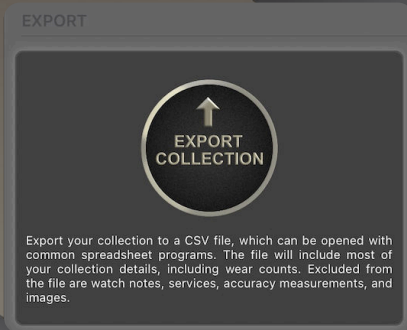 EXPORT
EXPORT
COLLECTION
Export your collection to a CSV file, which can be opened with
common spreadsheet programs. The file will include most of
your collection details, including wear counts. Excluded from
the file are watch notes, services, accuracy measurements, and
images.